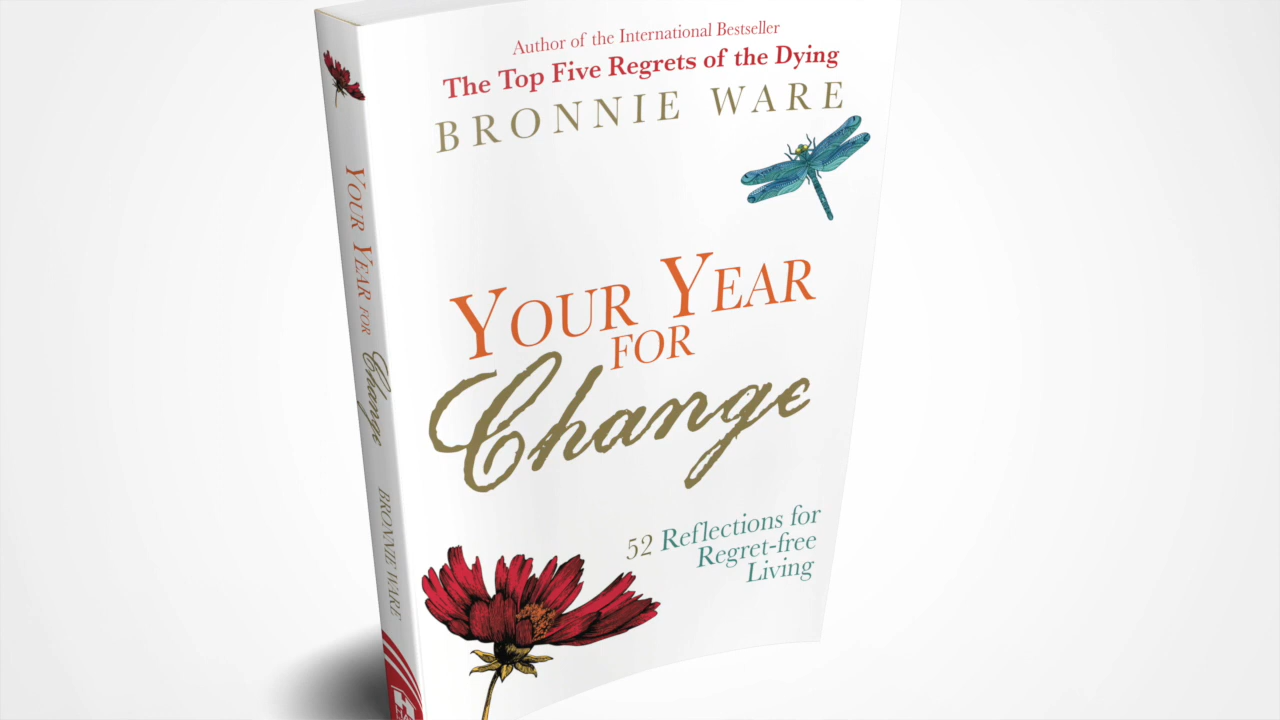 Author of the International Bestseller
The Top Five Regrets of the Dying
BRONNIE WARE
YOUR YEAR
FOR
Change
52 Reflections for
Regret-free
Living
YOUR YEAR FOR Change
BRONNIE WARE